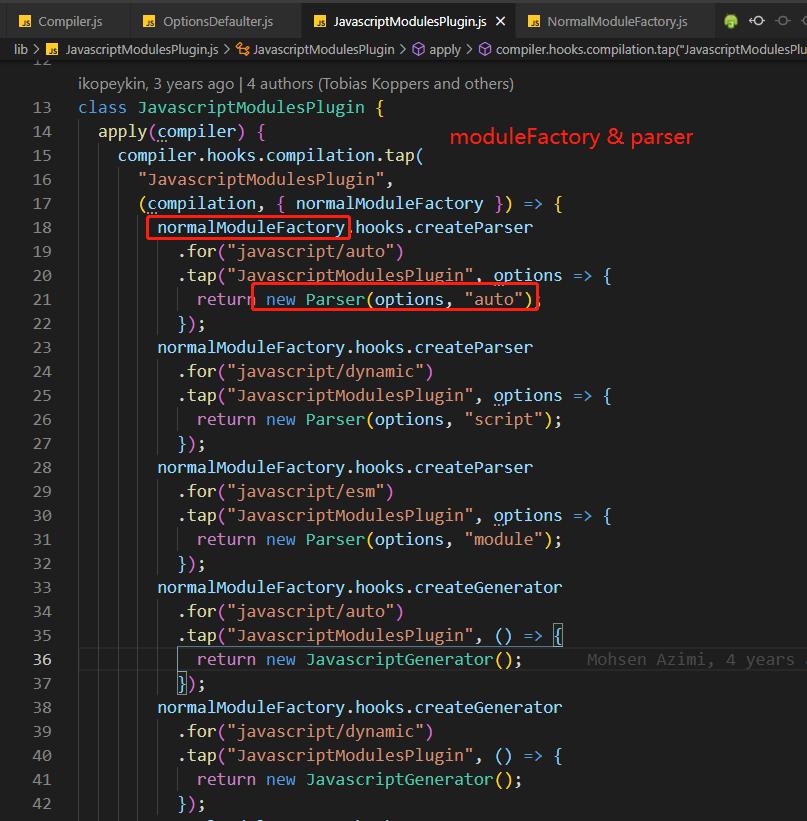 Compiler.js OptionsDefaulter.js JavascriptModulesPlugin.js NormalModuleFactory.js
lib > JavascriptModulesPlugin.js > JavascriptModulesPlugin > apply > compiler.hooks.compilation.tap("JavascriptModulesPlu
12
ikopeykin, 3 years ago | 4 authors (Tobias Koppers and others)
13 class JavascriptModulesPlugin {
14 apply(compiler) {
moduleFactory & parser
15 compiler.hooks.compilation.tap(
16 "JavascriptModulesPlugin",
17 (compilation, { normalModuleFactory }) => {
18 normalModuleFactory.hooks.createParser
19 .for("javascript/auto")
20 .tap("JavascriptModulesPlugin", options => {
21 return new Parser(options, "auto");
22 });
23 normalModuleFactory.hooks.createParser
24 .for("javascript/dynamic")
25 .tap("JavascriptModulesPlugin", options => {
26 return new Parser(options, "script");
27 });
28 normalModuleFactory.hooks.createParser
29 .for("javascript/esm")
30 .tap("JavascriptModulesPlugin", options => {
31 return new Parser(options, "module");
32 });
33 normalModuleFactory.hooks.createGenerator
34 .for("javascript/auto")
35 .tap("JavascriptModulesPlugin", () => {
36 return new JavascriptGenerator(); Mohsen Azimi, 4 years
37 });
38 normalModuleFactory.hooks.createGenerator
39 .for("javascript/dynamic")
40 .tap("JavascriptModulesPlugin", () => {
41 return new JavascriptGenerator();
42 });